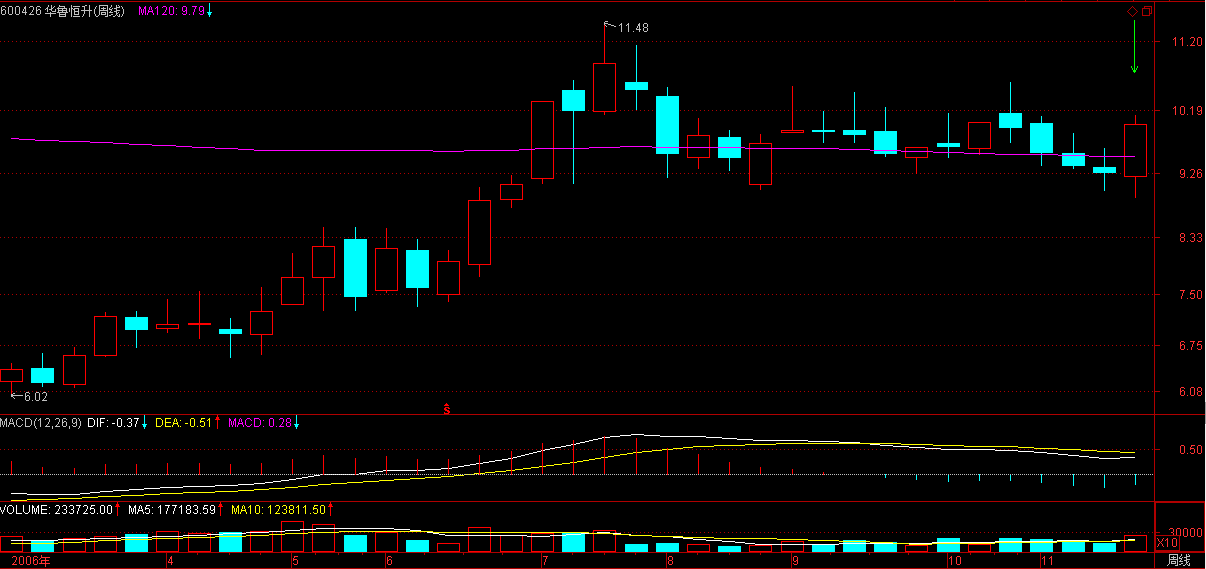 600426 华鲁恒升(周线) MA120: 9.79↓
11.48
11.20
10.19
9.26
8.33
7.50
6.75
6.08
←6.02
S
MACD(12,26,9) DIF: -0.37↓ DEA: -0.51↑ MACD: 0.28↓
0.50
VOLUME: 233725.00↑ MA5: 177183.59↑ MA10: 123811.50↑
30000
X10
2006年 4 5 6 7 8 9 10 11 周线